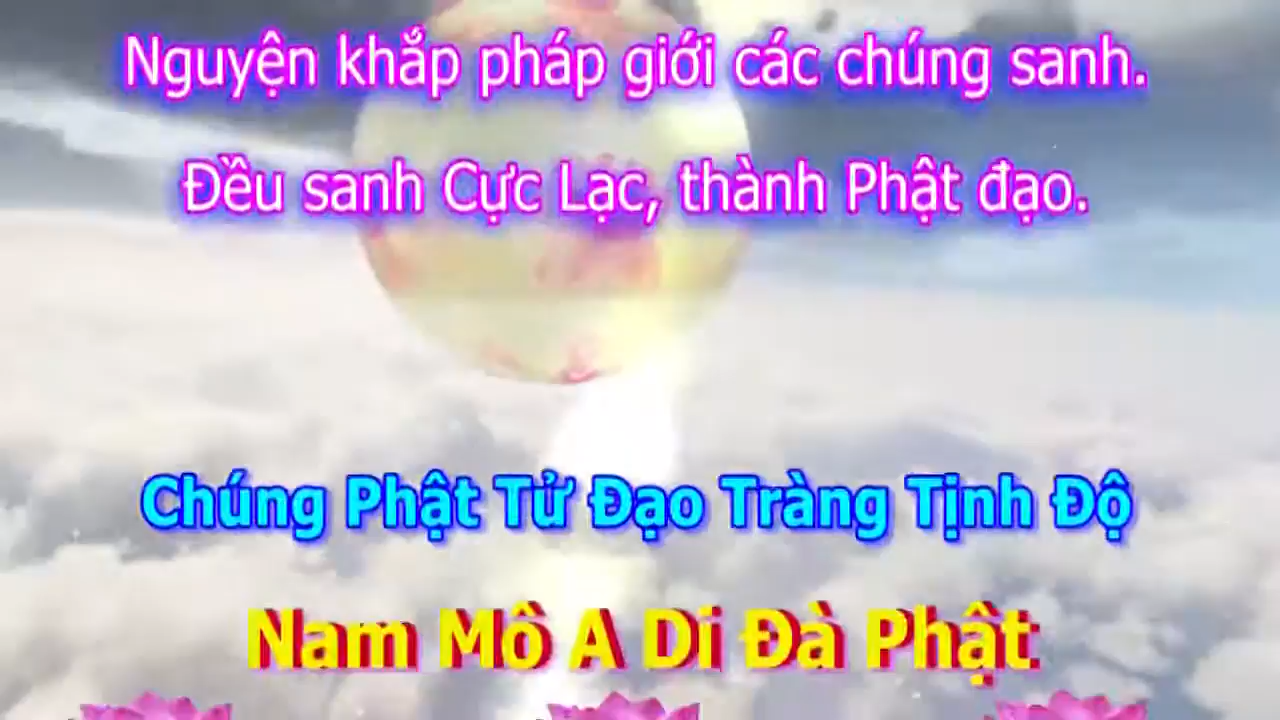 Nguyện khắp pháp giới các chúng sanh.
Đều sanh Cực Lạc, thành Phật đạo.
Chúng Phật Tử Đạo Tràng Tịnh Độ
Nam Mô A Di Đà Phật